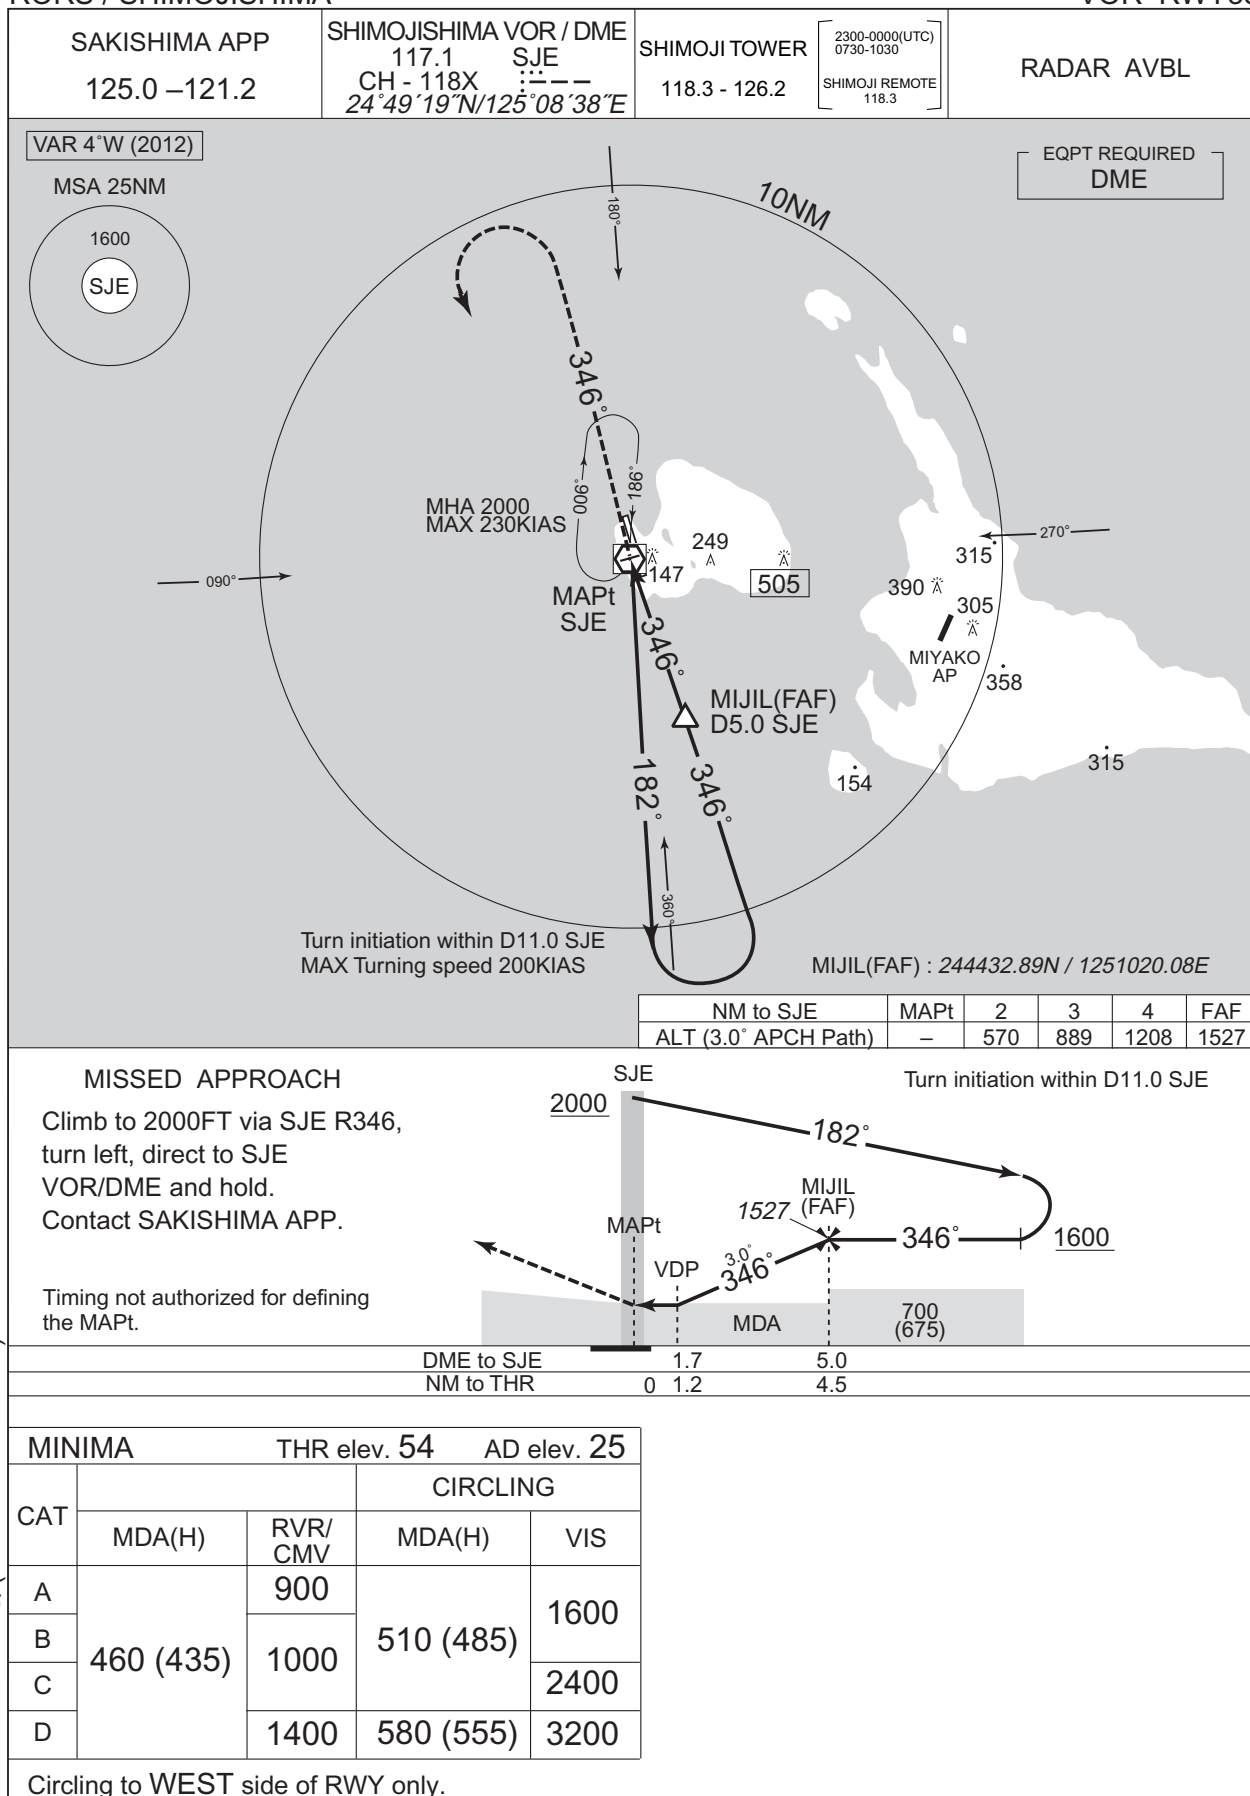 RORS / SHIMOJISHIMA
SAKISHIMA APP
125.0 –121.2
SHIMOJISHIMA VOR / DME
117.1 SJE
CH - 118X
24˚49´19˝N/125˚08´38˝E
SHIMOJI TOWER
118.3 - 126.2
2300-0000(UTC)
0730-1030
SHIMOJI REMOTE
118.3
RADAR AVBL
VAR 4˚W (2012)
MSA 25NM
1600
SJE
EQPT REQUIRED
DME
10NM
180°
346°
006°
186°
MHA 2000
MAX 230KIAS
090°
270°
249
147
505
315
390
305
MIYAKO
AP
358
315
154
MAPt
SJE
346°
MIJIL(FAF)
D5.0 SJE
182°
346°
360°
Turn initiation within D11.0 SJE
MAX Turning speed 200KIAS
MIJIL(FAF) : 244432.89N / 1251020.08E
NM to SJE MAPt 2 3 4 FAF
ALT (3.0˚ APCH Path) – 570 889 1208 1527
MISSED APPROACH
Climb to 2000FT via SJE R346,
turn left, direct to SJE
VOR/DME and hold.
Contact SAKISHIMA APP.
Timing not authorized for defining
the MAPt.
SJE
Turn initiation within D11.0 SJE
2000
182°
MIJIL
(FAF)
1527
MAPt
346°
1600
VDP
3.0°
346°
MDA
700
(675)
DME to SJE 1.7 5.0
NM to THR 0 1.2 4.5
MINIMA THR elev. 54 AD elev. 25
CAT
CIRCLING
MDA(H)
RVR/
CMV
MDA(H)
VIS
A
B
C
D
460 (435)
900
1000
1400
510 (485)
580 (555)
1600
2400
3200
Circling to WEST side of RWY only.